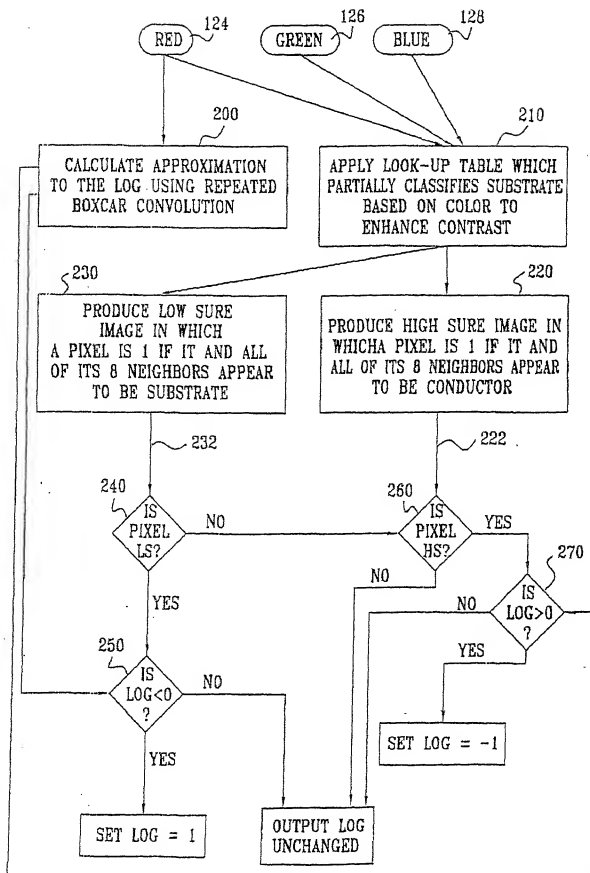 RED 124
GREEN 126
BLUE 128
200
CALCULATE APPROXIMATION
TO THE LOG USING REPEATED
BOXCAR CONVOLUTION
210
APPLY LOOK-UP TABLE WHICH
PARTIALLY CLASSIFIES SUBSTRATE
BASED ON COLOR TO
ENHANCE CONTRAST
230
PRODUCE LOW SURE
IMAGE IN WHICH
A PIXEL IS 1 IF IT AND ALL
OF ITS 8 NEIGHBORS APPEAR
TO BE SUBSTRATE
220
PRODUCE HIGH SURE IMAGE IN
WHICHA PIXEL IS 1 IF IT AND
ALL OF ITS 8 NEIGHBORS APPEAR
TO BE CONDUCTOR
232
222
240
IS
PIXEL
LS?
NO
YES
260
IS
PIXEL
HS?
YES
NO
270
IS
LOG>0
?
NO
YES
250
IS
LOG<0
?
NO
YES
SET LOG = -1
SET LOG = 1
OUTPUT LOG
UNCHANGED